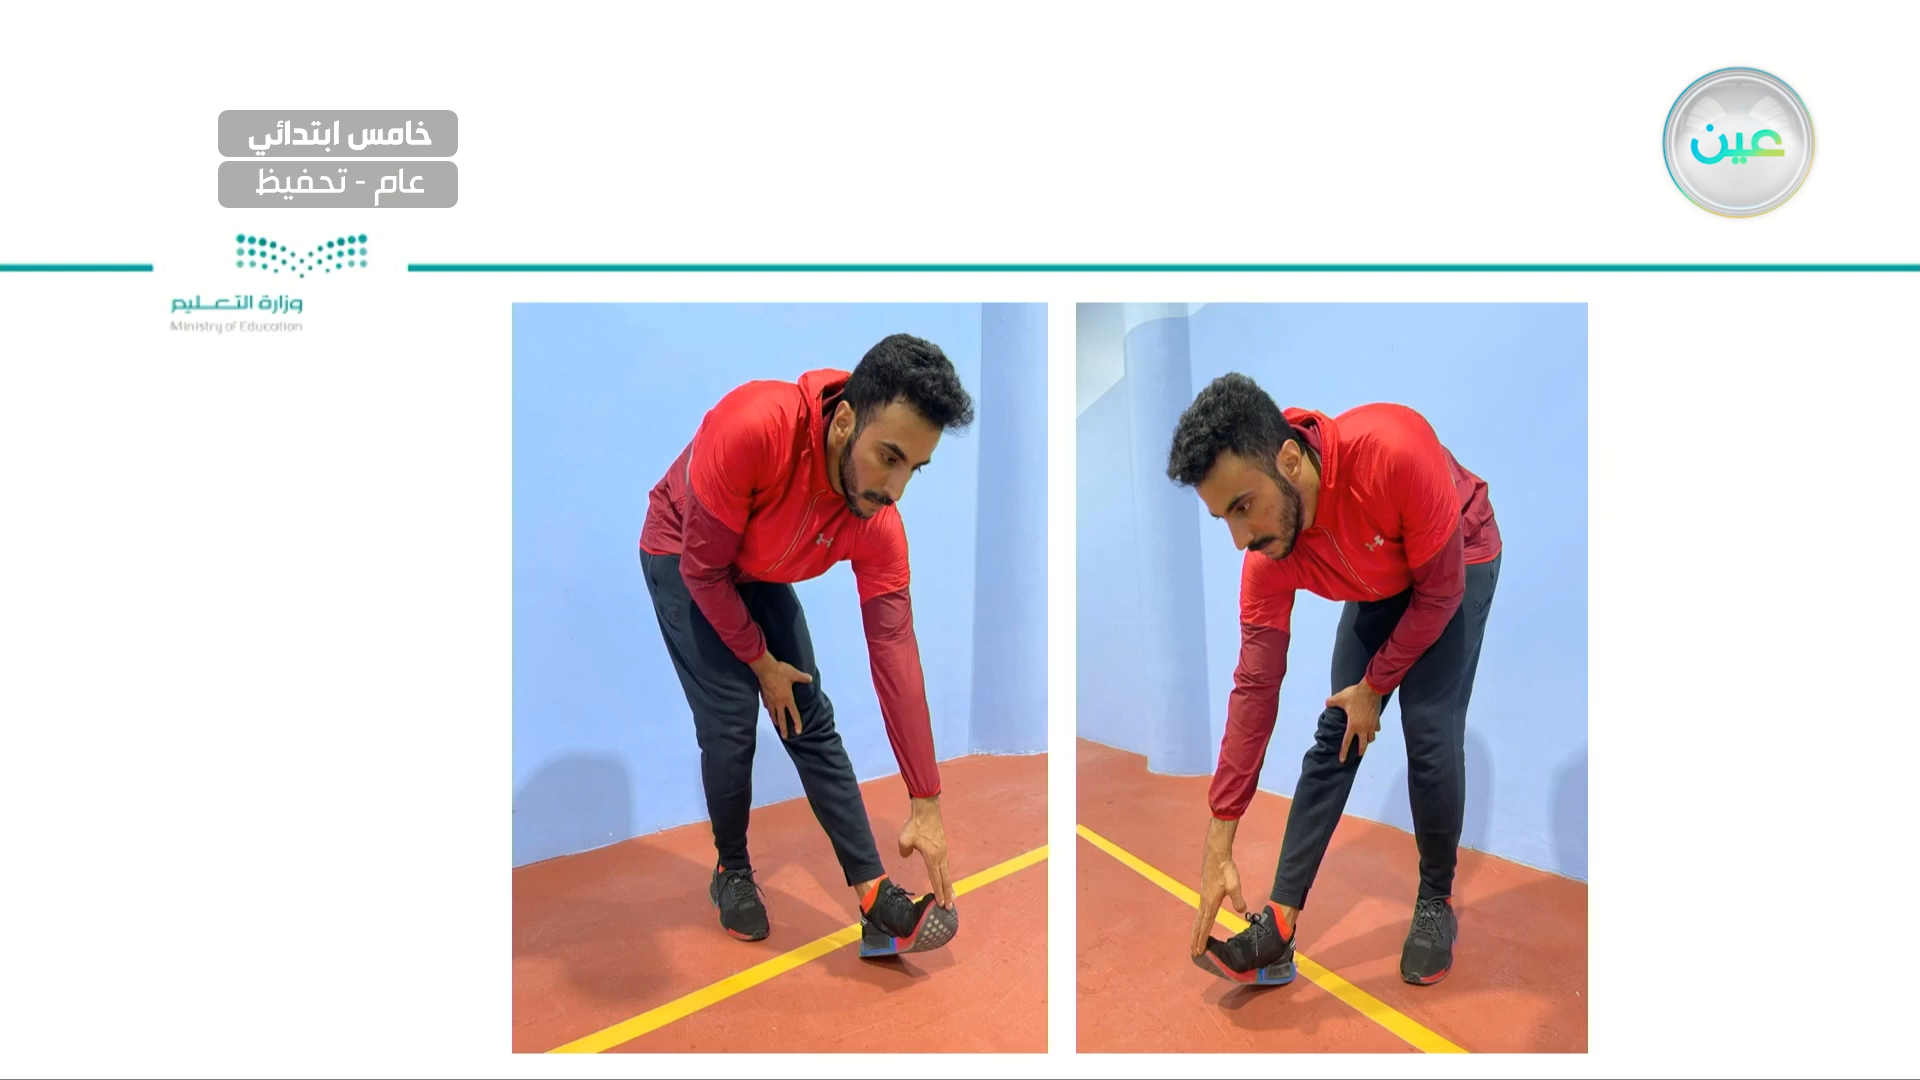 خامس ابتدائي
عام - تحفيظ
عين
وزارة التعليم
Ministry of Education